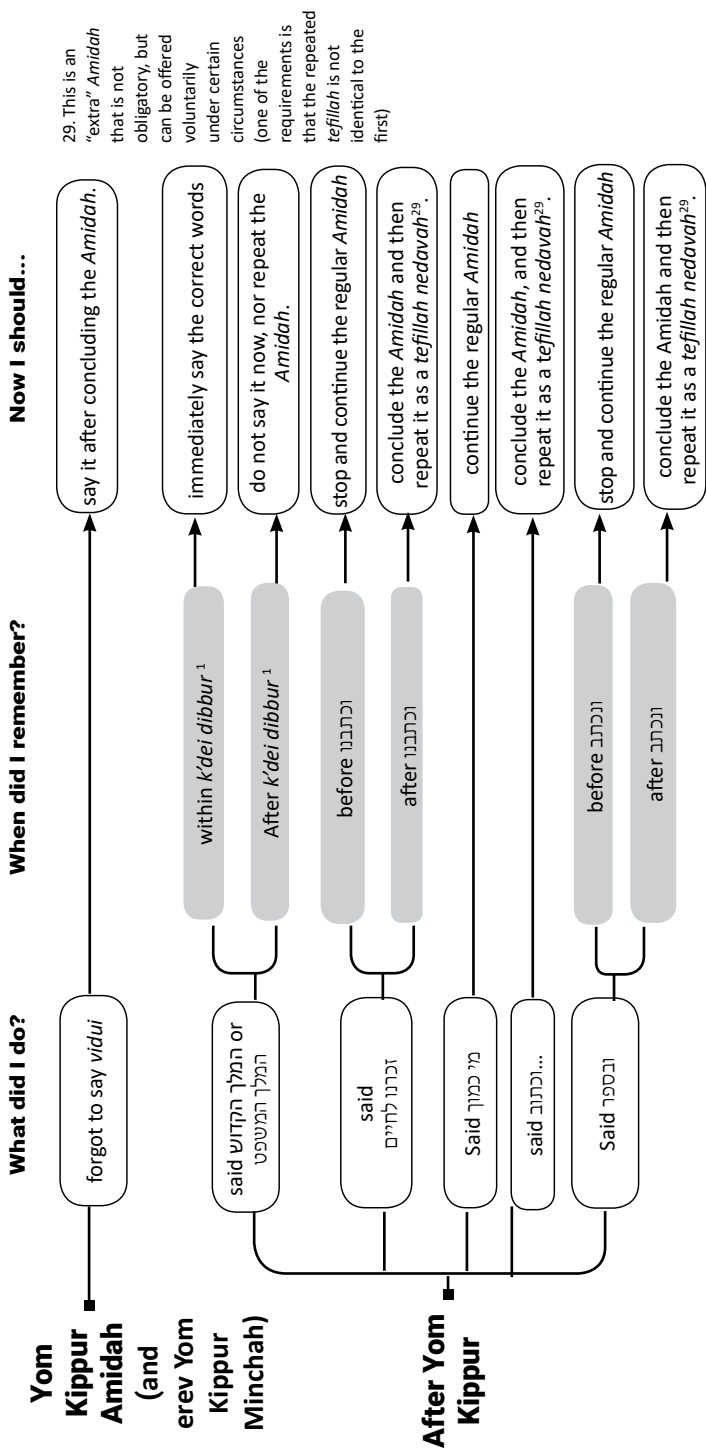 What did I do?
When did I remember?
Now I should...
Yom
Kippur
Amidah
(and
erev Yom
Kippur
Minchah)
forgot to say vidui
say it after concluding the Amidah.
After Yom
Kippur
said המלך הקדוש or
המלך המשפט
within k'dei dibbur 1
immediately say the correct words
After k'dei dibbur 1
do not say it now, nor repeat the
Amidah.
said
זכרנו לחיים
before וכתבנו
stop and continue the regular Amidah
after וכתבנו
conclude the Amidah and then
repeat it as a tefillah nedavah29.
Said מי כמוך
continue the regular Amidah
said וכתוב...
conclude the Amidah, and then
repeat it as a tefillah nedavah29.
Said ובספר
before ונכתב
stop and continue the regular Amidah
after ונכתב
conclude the Amidah and then
repeat it as a tefillah nedavah29.
29. This is an
"extra" Amidah
that is not
obligatory, but
can be offered
voluntarily
under certain
circumstances
(one of the
requirements is
that the repeated
tefillah is not
identical to the
first)